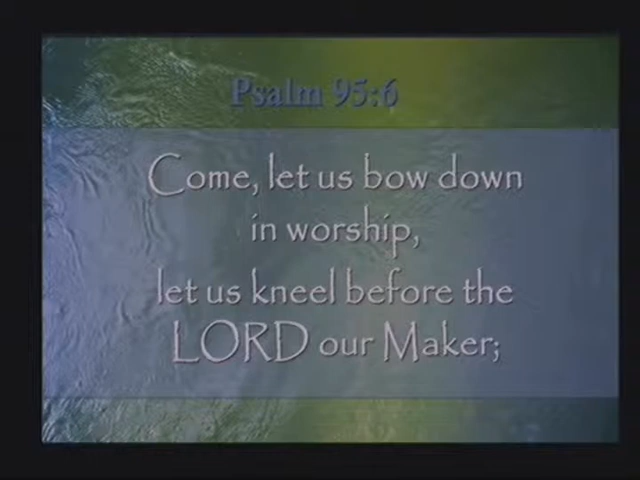 Psalm 95:6
Come, let us bow down
in worship,
let us kneel before the
LORD our Maker;